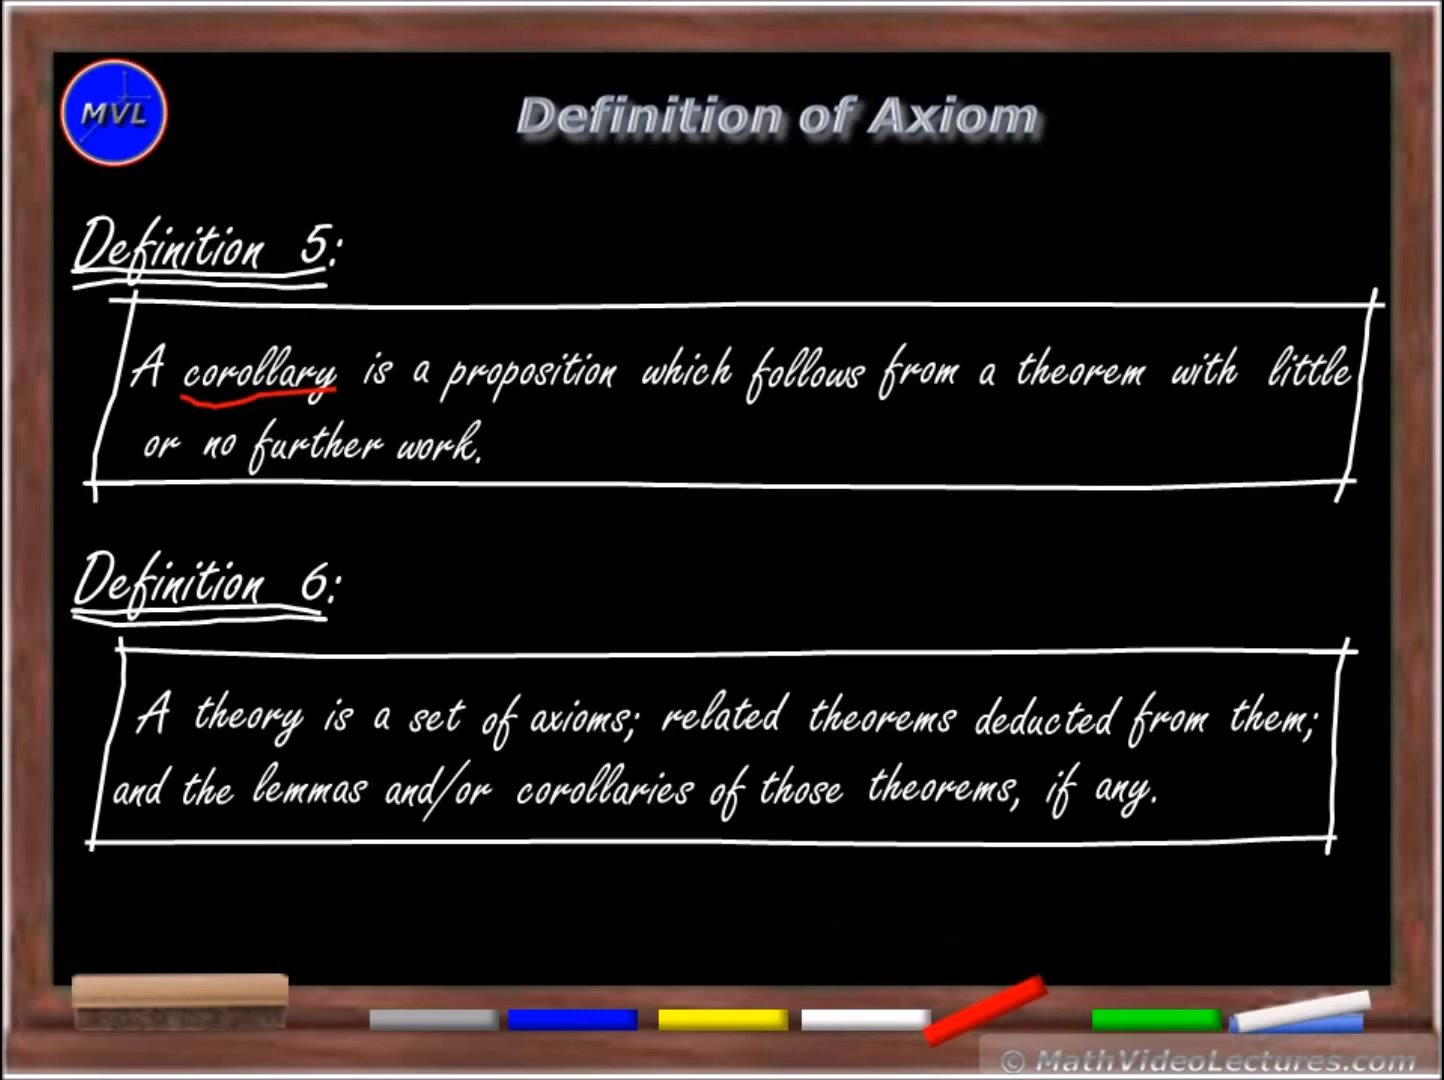 MVL
Definition of Axiom
Definition 5:
A corollary is a proposition which follows from a theorem with little
or no further work.
Definition 6:
A theory is a set of axioms; related theorems deducted from them;
and the lemmas and/or corollaries of those theorems, if any.
© MathVideoLectures.com